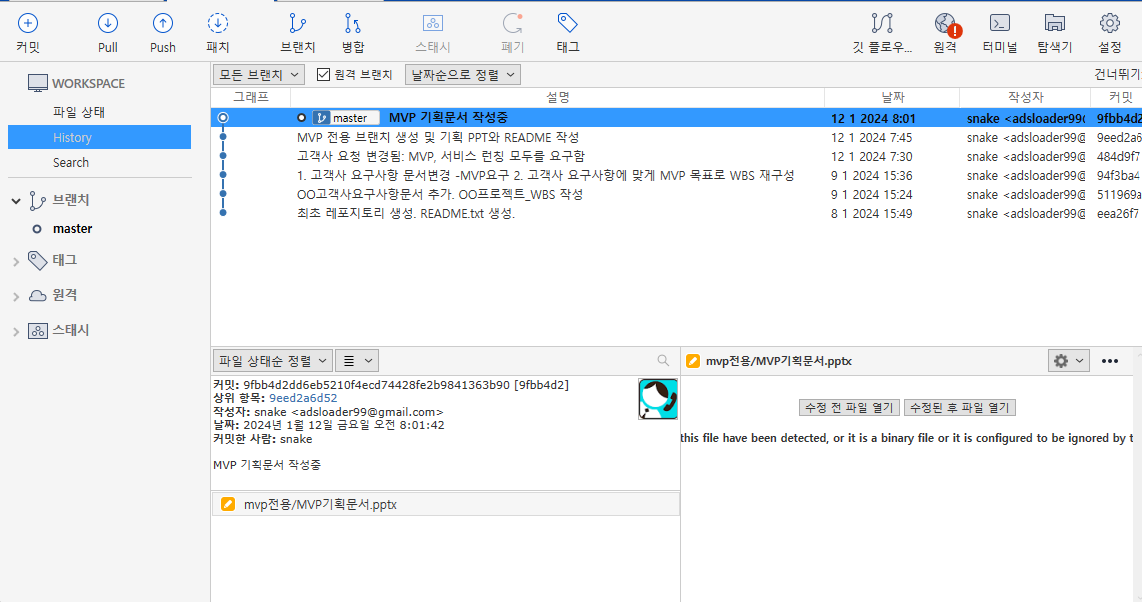 커밋 Pull Push 패치 브랜치 병합 스태시 폐기 태그 깃 플로우... 원격 터미널 탐색기 설정
WORKSPACE
파일 상태
History
Search
브랜치
master
태그
원격
스태시
모든 브랜치 원격 브랜치 날짜순으로 정렬 건너뛰기
그래프 설명 날짜 작성자 커밋
master MVP 기획문서 작성중 12 1 2024 8:01 snake <adsloader99@ 9fbb4d2
MVP 전용 브랜치 생성 및 기획 PPT와 README 작성 12 1 2024 7:45 snake <adsloader99@ 9eed2a6
고객사 요청 변경됨: MVP, 서비스 런칭 모두를 요구함 12 1 2024 7:30 snake <adsloader99@ 484d9f7
1. 고객사 요구사항 문서변경 -MVP요구 2. 고객사 요구사항에 맞게 MVP 목표로 WBS 재구성 9 1 2024 15:36 snake <adsloader99@ 94f3ba4
OO고객사요구사항문서 추가. OO프로젝트_WBS 작성 9 1 2024 15:24 snake <adsloader99@ 511969a
최초 레포지토리 생성. README.txt 생성. 8 1 2024 15:49 snake <adsloader99@ eea26f7
파일 상태순 정렬
커밋: 9fbb4d2dd6eb5210f4ecd74428fe2b9841363b90 [9fbb4d2]
상위 항목: 9eed2a6d52
작성자: snake <adsloader99@gmail.com>
날짜: 2024년 1월 12일 금요일 오전 8:01:42
커밋한 사람: snake
MVP 기획문서 작성중
mvp전용/MVP기획문서.pptx
mvp전용/MVP기획문서.pptx
수정 전 파일 열기 수정된 후 파일 열기
this file have been detected, or it is a binary file or it is configured to be ignored by t